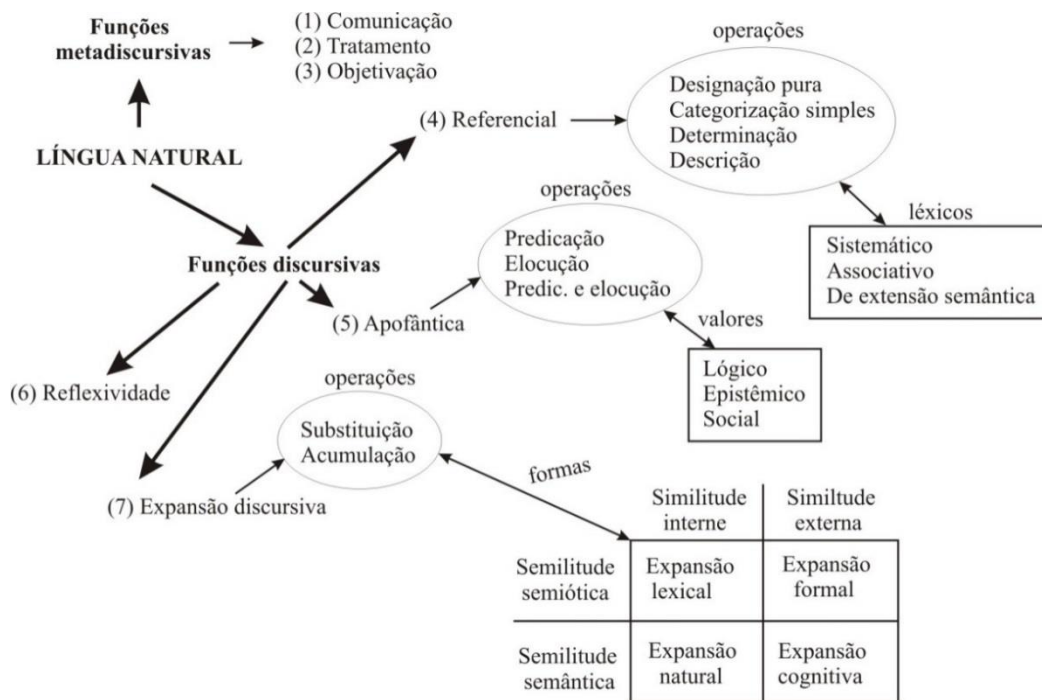 Funções
metadiscursivas
(1) Comunicação
(2) Tratamento
(3) Objetivação
LÍNGUA NATURAL
Funções discursivas
(4) Referencial
operações
Designação pura
Categorização simples
Determinação
Descrição
léxicos
Sistemático
Associativo
De extensão semântica
(5) Apofântica
operações
Predicação
Elocução
Predic. e elocução
valores
Lógico
Epistêmico
Social
(6) Reflexividade
(7) Expansão discursiva
operações
Substituição
Acumulação
formas
Similitude
interne
Similtude
externa
Semilitude
semiótica
Expansão
lexical
Expansão
formal
Semilitude
semântica
Expansão
natural
Expansão
cognitiva